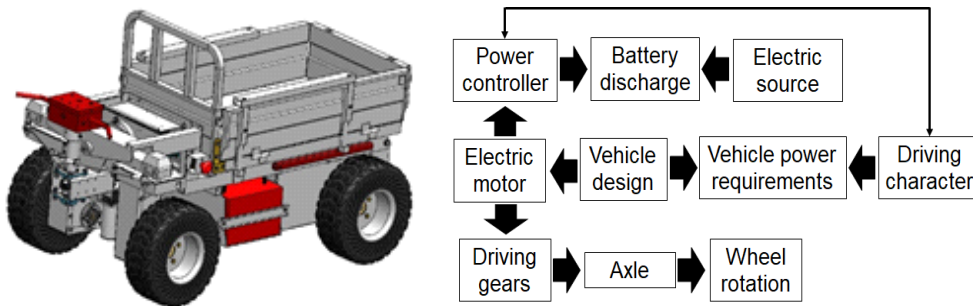 Power
controller
Battery
discharge
Electric
source
Electric
motor
Vehicle
design
Vehicle power
requirements
Driving
character
Driving
gears
Axle
Wheel
rotation